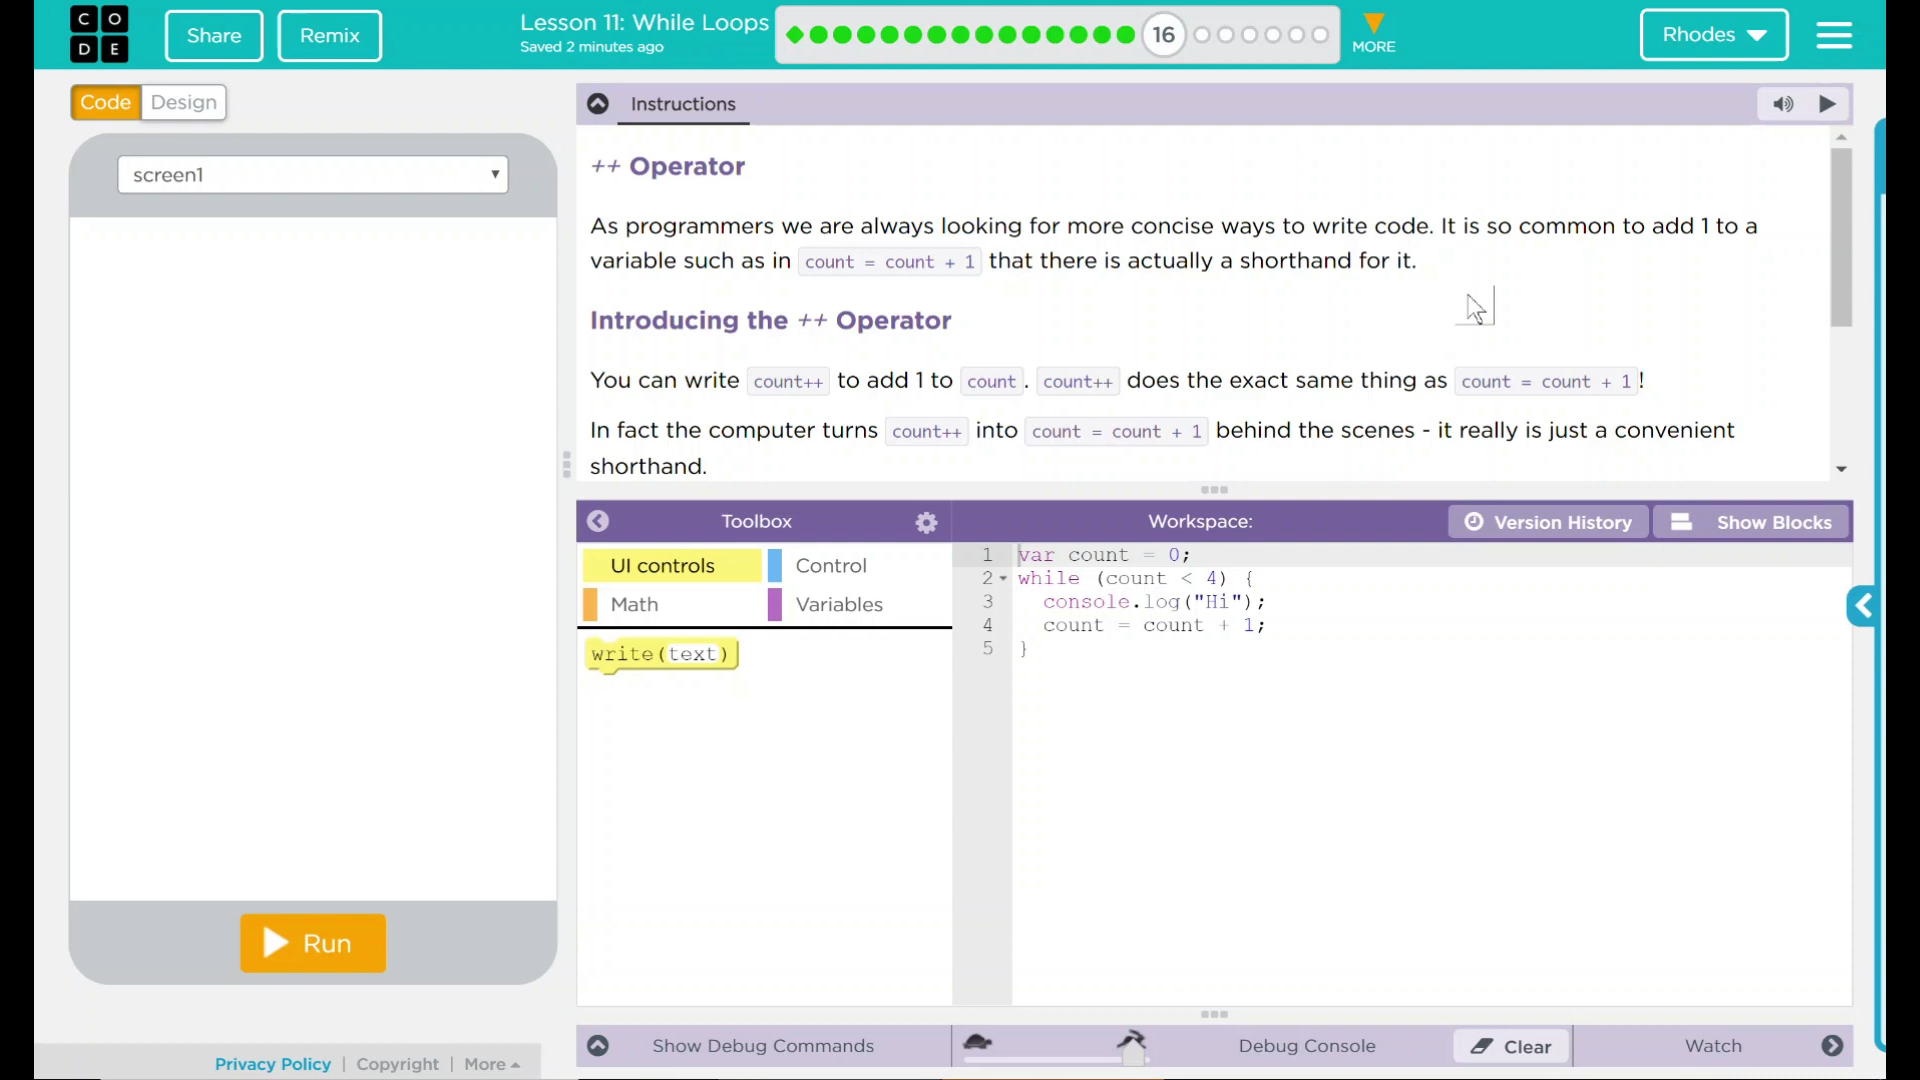 CODE
Share
Remix
Lesson 11: While Loops
Saved 2 minutes ago
16
MORE
Rhodes
Code
Design
screen1
Instructions
++ Operator
As programmers we are always looking for more concise ways to write code. It is so common to add 1 to a
variable such as in count = count + 1 that there is actually a shorthand for it.
Introducing the ++ Operator
You can write count++ to add 1 to count. count++ does the exact same thing as count = count + 1!
In fact the computer turns count++ into count = count + 1 behind the scenes - it really is just a convenient
shorthand.
Toolbox
Workspace:
Version History
Show Blocks
UI controls
Control
Math
Variables
write(text)
1 var count = 0;
2 while (count < 4) {
3 console.log("Hi");
4 count = count + 1;
5 }
Run
Show Debug Commands
Debug Console
Clear
Watch
Privacy Policy | Copyright | More